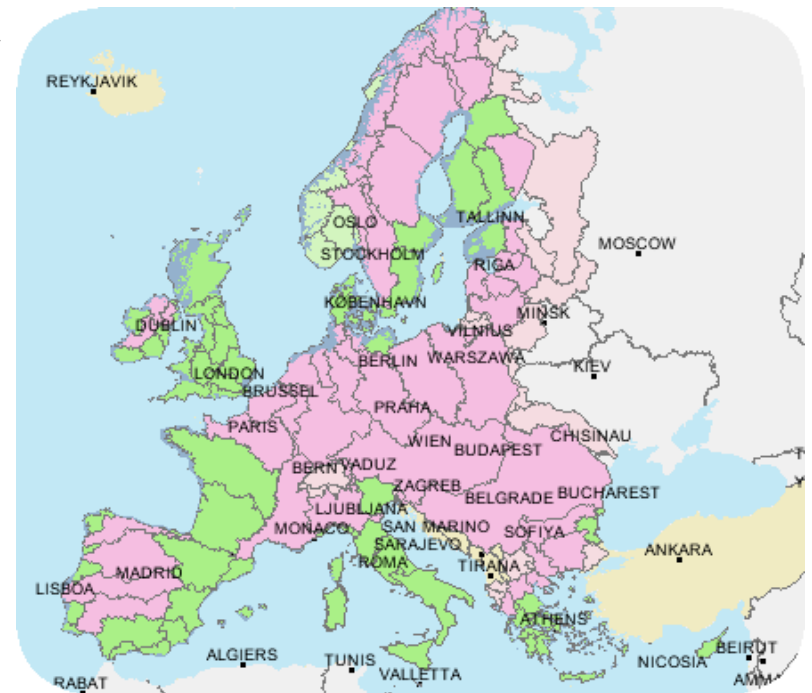 REYKJAVIK
OSLO
TALLINN
STOCKHOLM
MOSCOW
RIGA
KØBENHAVN
DUBLIN
MINSK
VILNIUS
BERLIN
WARSZAWA
LONDON
KIEV
BRUSSEL
PRAHA
PARIS
WIEN
CHISINAU
BUDAPEST
BERN
VADUZ
ZAGREB
BELGRADE
BUCHAREST
LJUBLJANA
MONACO
SAN MARINO
SOFIYA
SARAJEVO
ANKARA
ROMA
TIRANA
MADRID
LISBOA
ATHENS
BEIRUT
ALGIERS
TUNIS
NICOSIA
VALLETTA
RABAT
AMMA